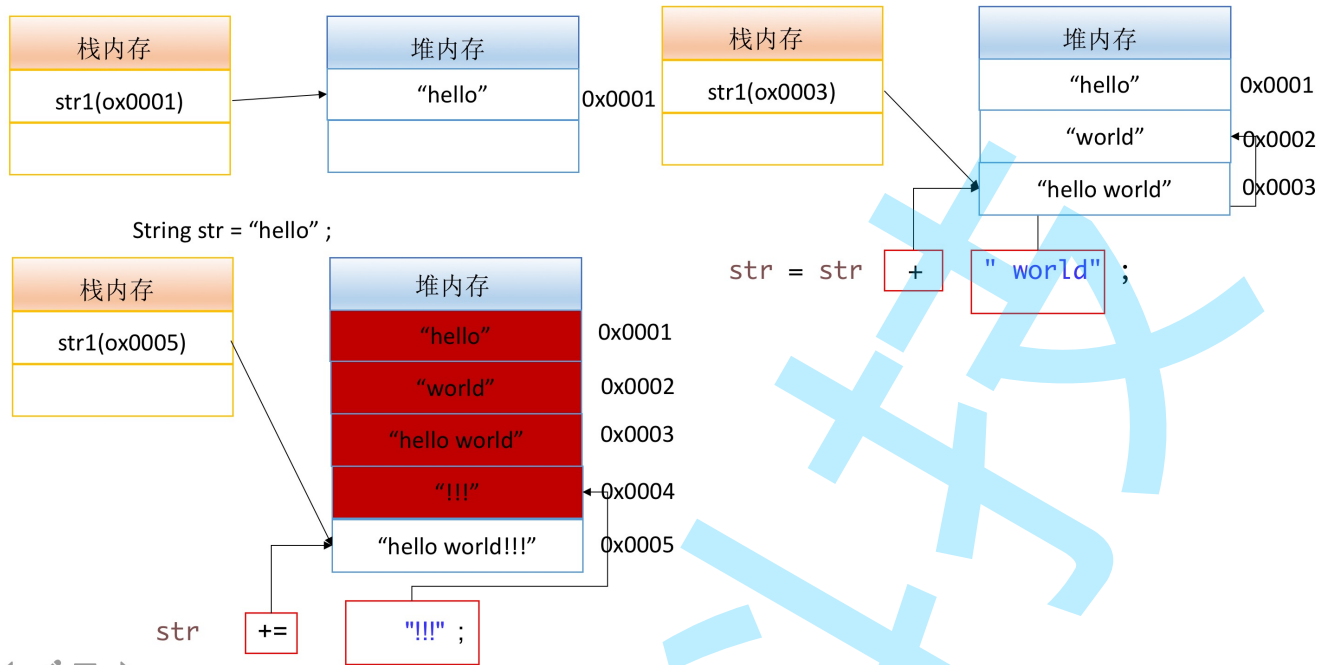 栈内存
堆内存
str1(ox0001)
“hello”
0x0001
String str = “hello” ;
栈内存
堆内存
str1(ox0003)
“hello”
0x0001
“world”
0x0002
“hello world”
0x0003
str = str + " world" ;
栈内存
堆内存
str1(ox0005)
“hello”
0x0001
“world”
0x0002
“hello world”
0x0003
“!!!”
0x0004
“hello world!!!”
0x0005
str += "!!!" ;